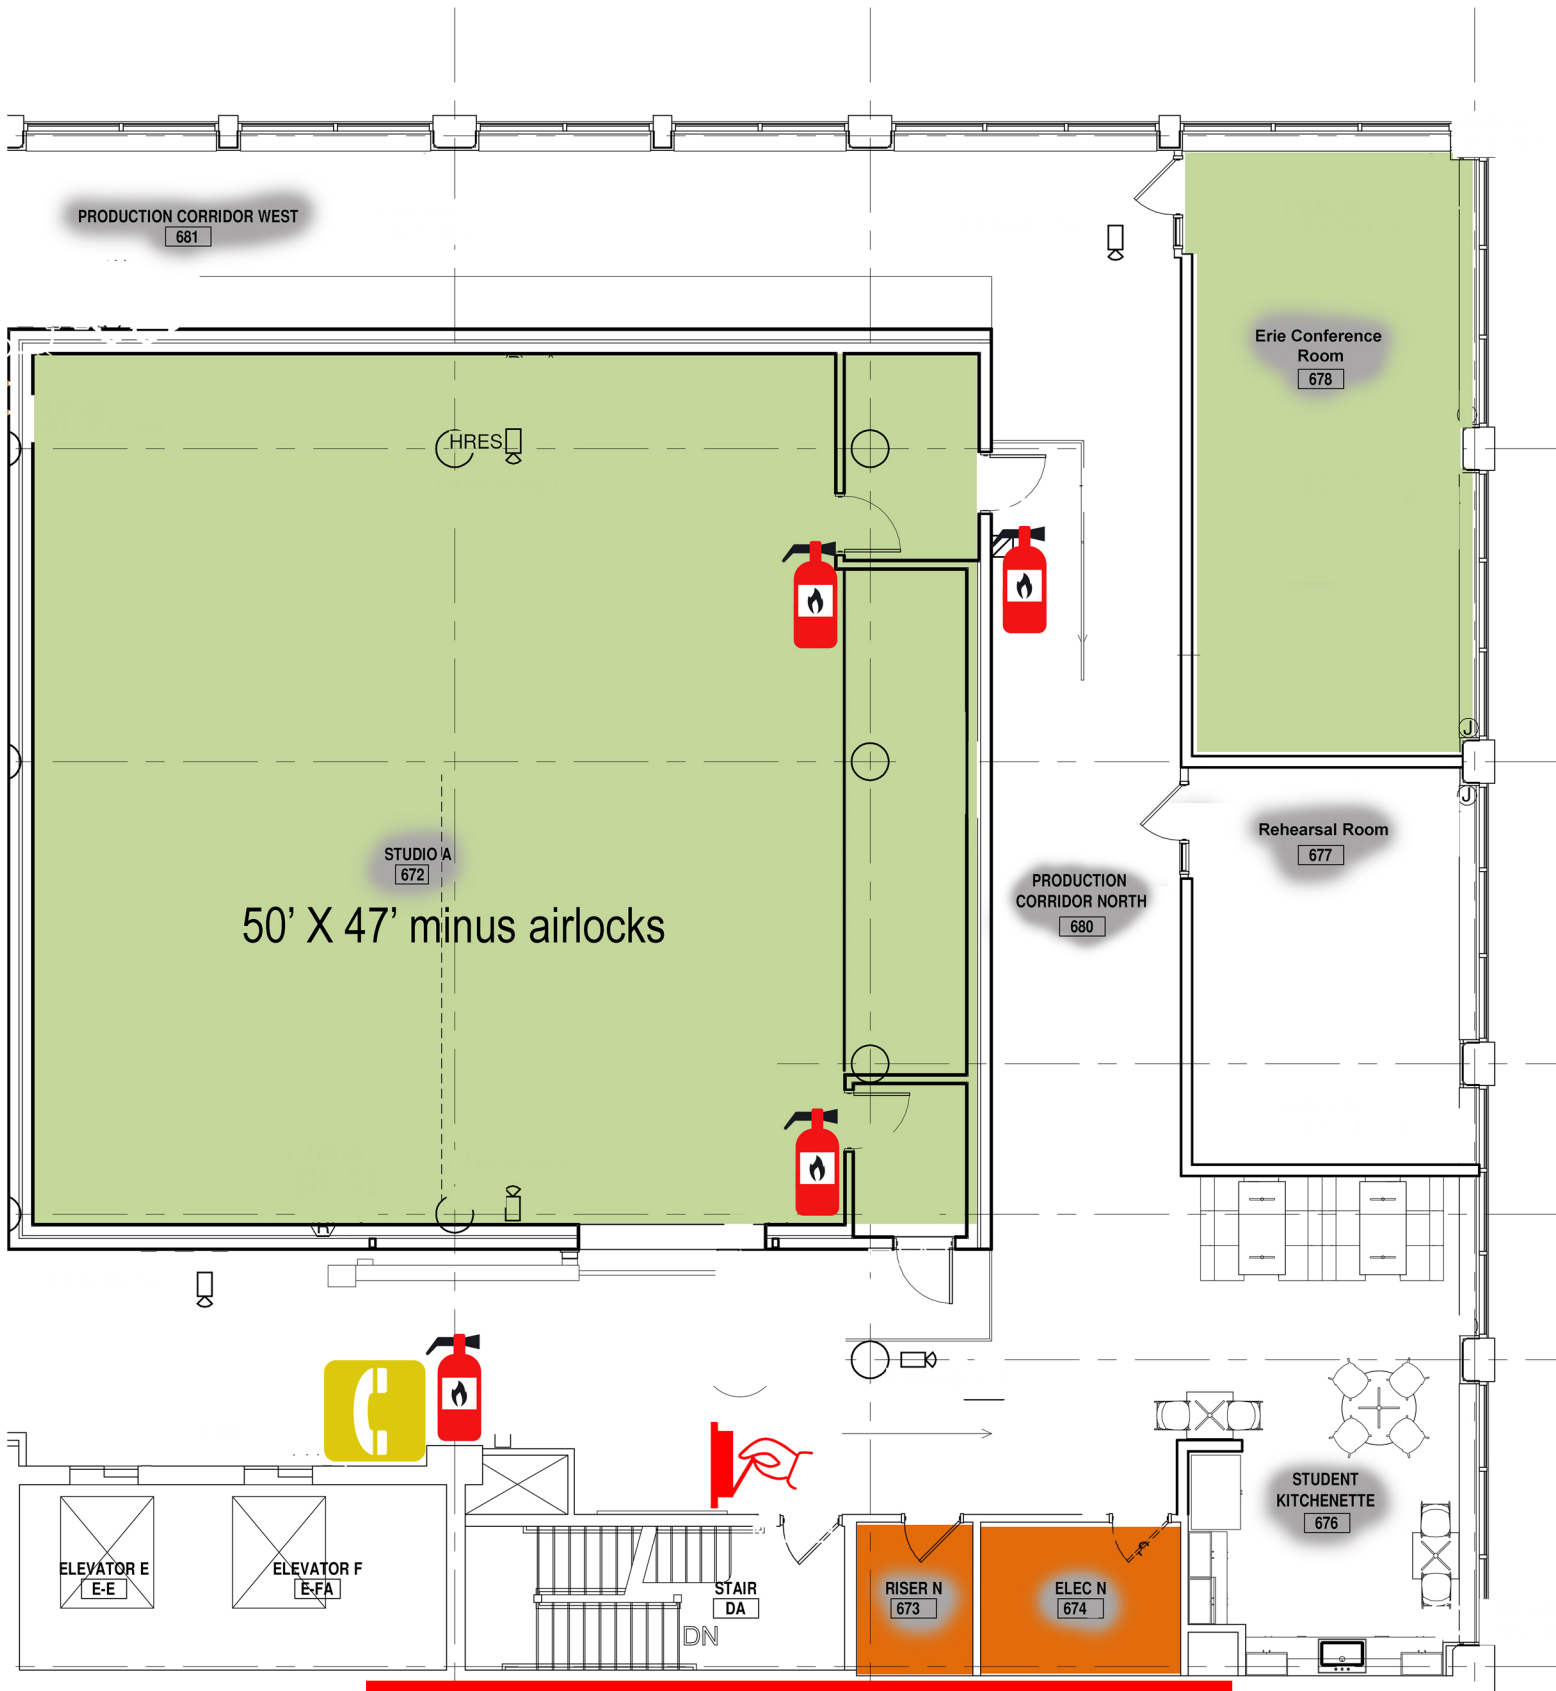 PRODUCTION CORRIDOR WEST
681
Erie Conference
Room
678
HRES
J
J
Rehearsal Room
677
STUDIO A
672
50’ X 47’ minus airlocks
PRODUCTION
CORRIDOR NORTH
680
STUDENT
KITCHENETTE
676
ELEVATOR E
E-E
ELEVATOR F
E-FA
STAIR
DA
DN
RISER N
673
ELEC N
674